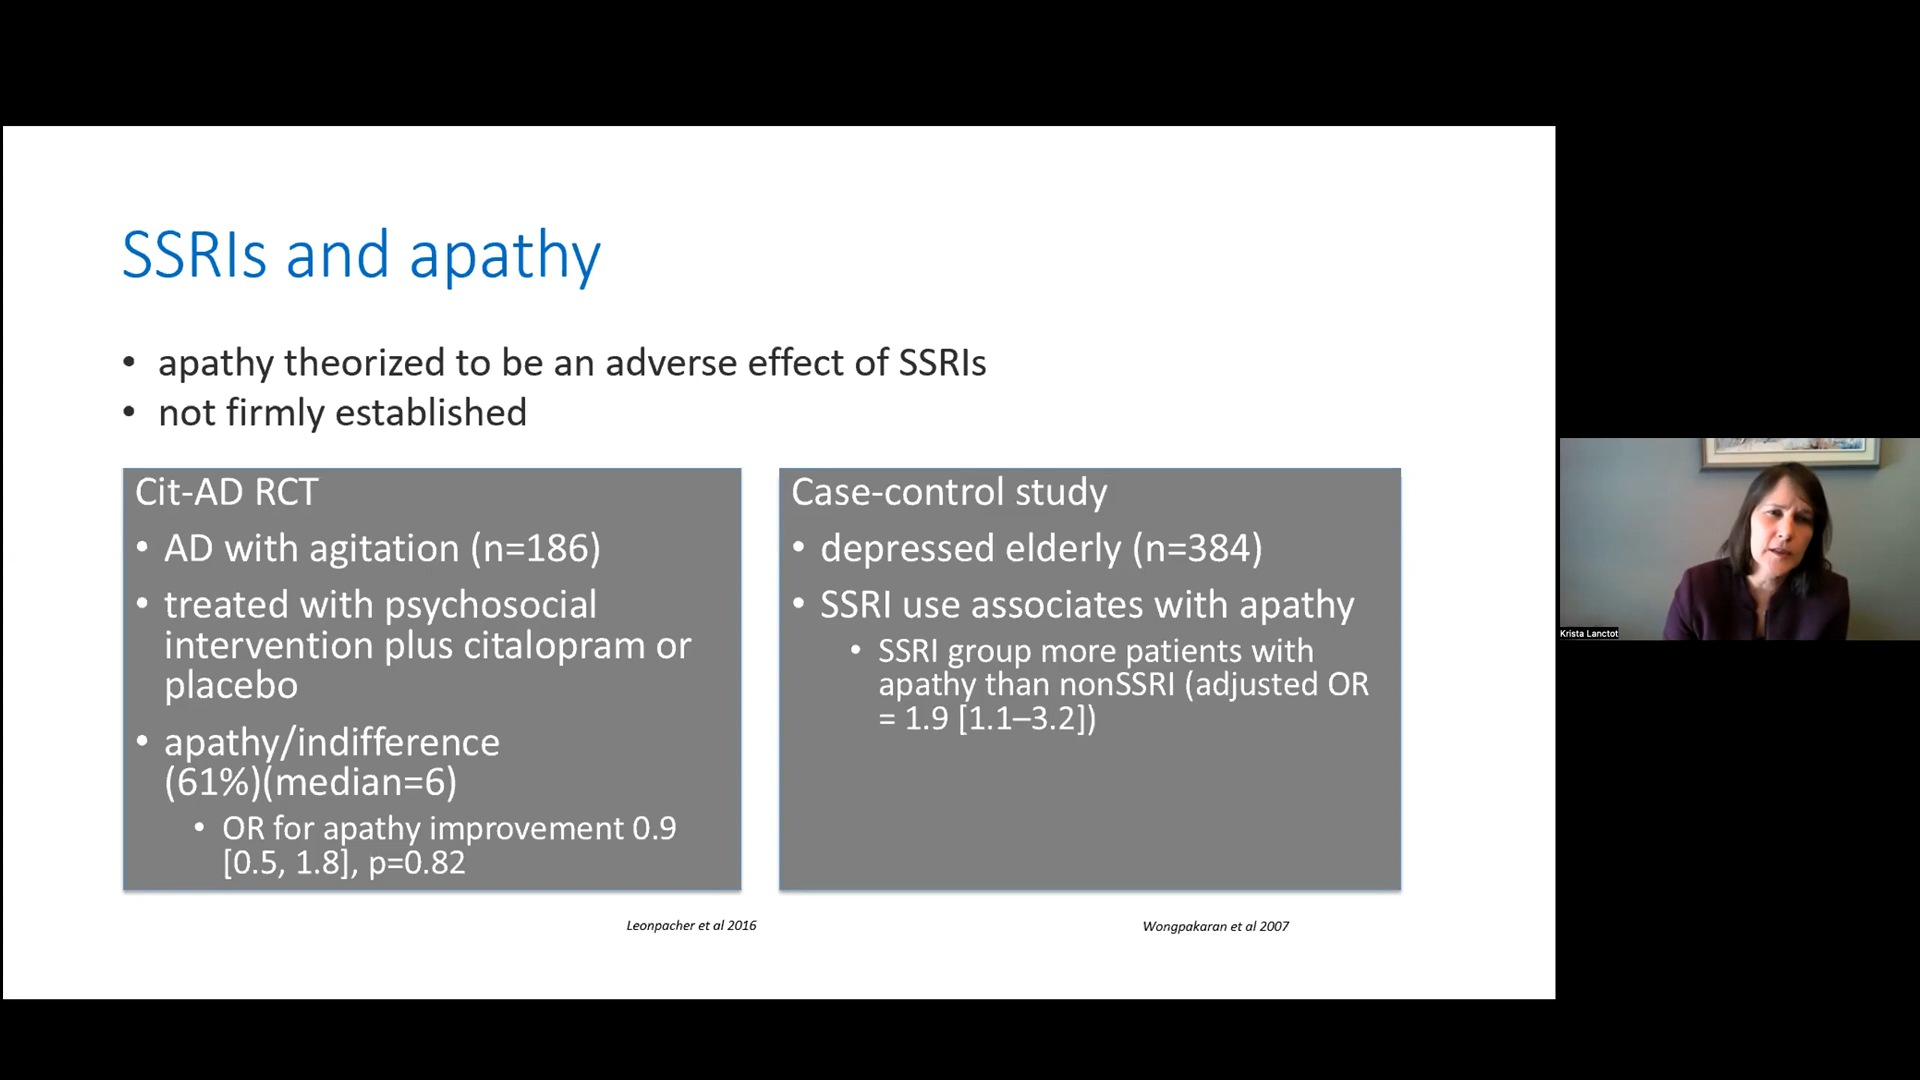 SSRIs and apathy
• apathy theorized to be an adverse effect of SSRIs
• not firmly established
Cit-AD RCT
• AD with agitation (n=186)
• treated with psychosocial
intervention plus citalopram or
placebo
• apathy/indifference
(61%)(median=6)
• OR for apathy improvement 0.9
[0.5, 1.8], p=0.82
Leonpacher et al 2016
Case-control study
• depressed elderly (n=384)
• SSRI use associates with apathy
• SSRI group more patients with
apathy than nonSSRI (adjusted OR
= 1.9 [1.1–3.2])
Wongpakaran et al 2007
Krista Lanctot